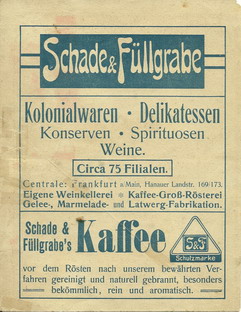 Schade & Füllgrabe
Kolonialwaren • Delikatessen
Konserven • Spirituosen
Weine.
Circa 75 Filialen.
Centrale: Frankfurt a/Main, Hanauer Landstr. 169/173.
Eigene Weinkellerei • Kaffee-Groß-Rösterei
Gelee-, Marmelade- und Latwerg-Fabrikation.
Schade &
Füllgrabe's
Kaffee
S&F
Schutzmarke
vor dem Rösten nach unserem bewährten Ver-
fahren gereinigt und naturell gebrannt, besonders
bekömmlich, rein und aromatisch.